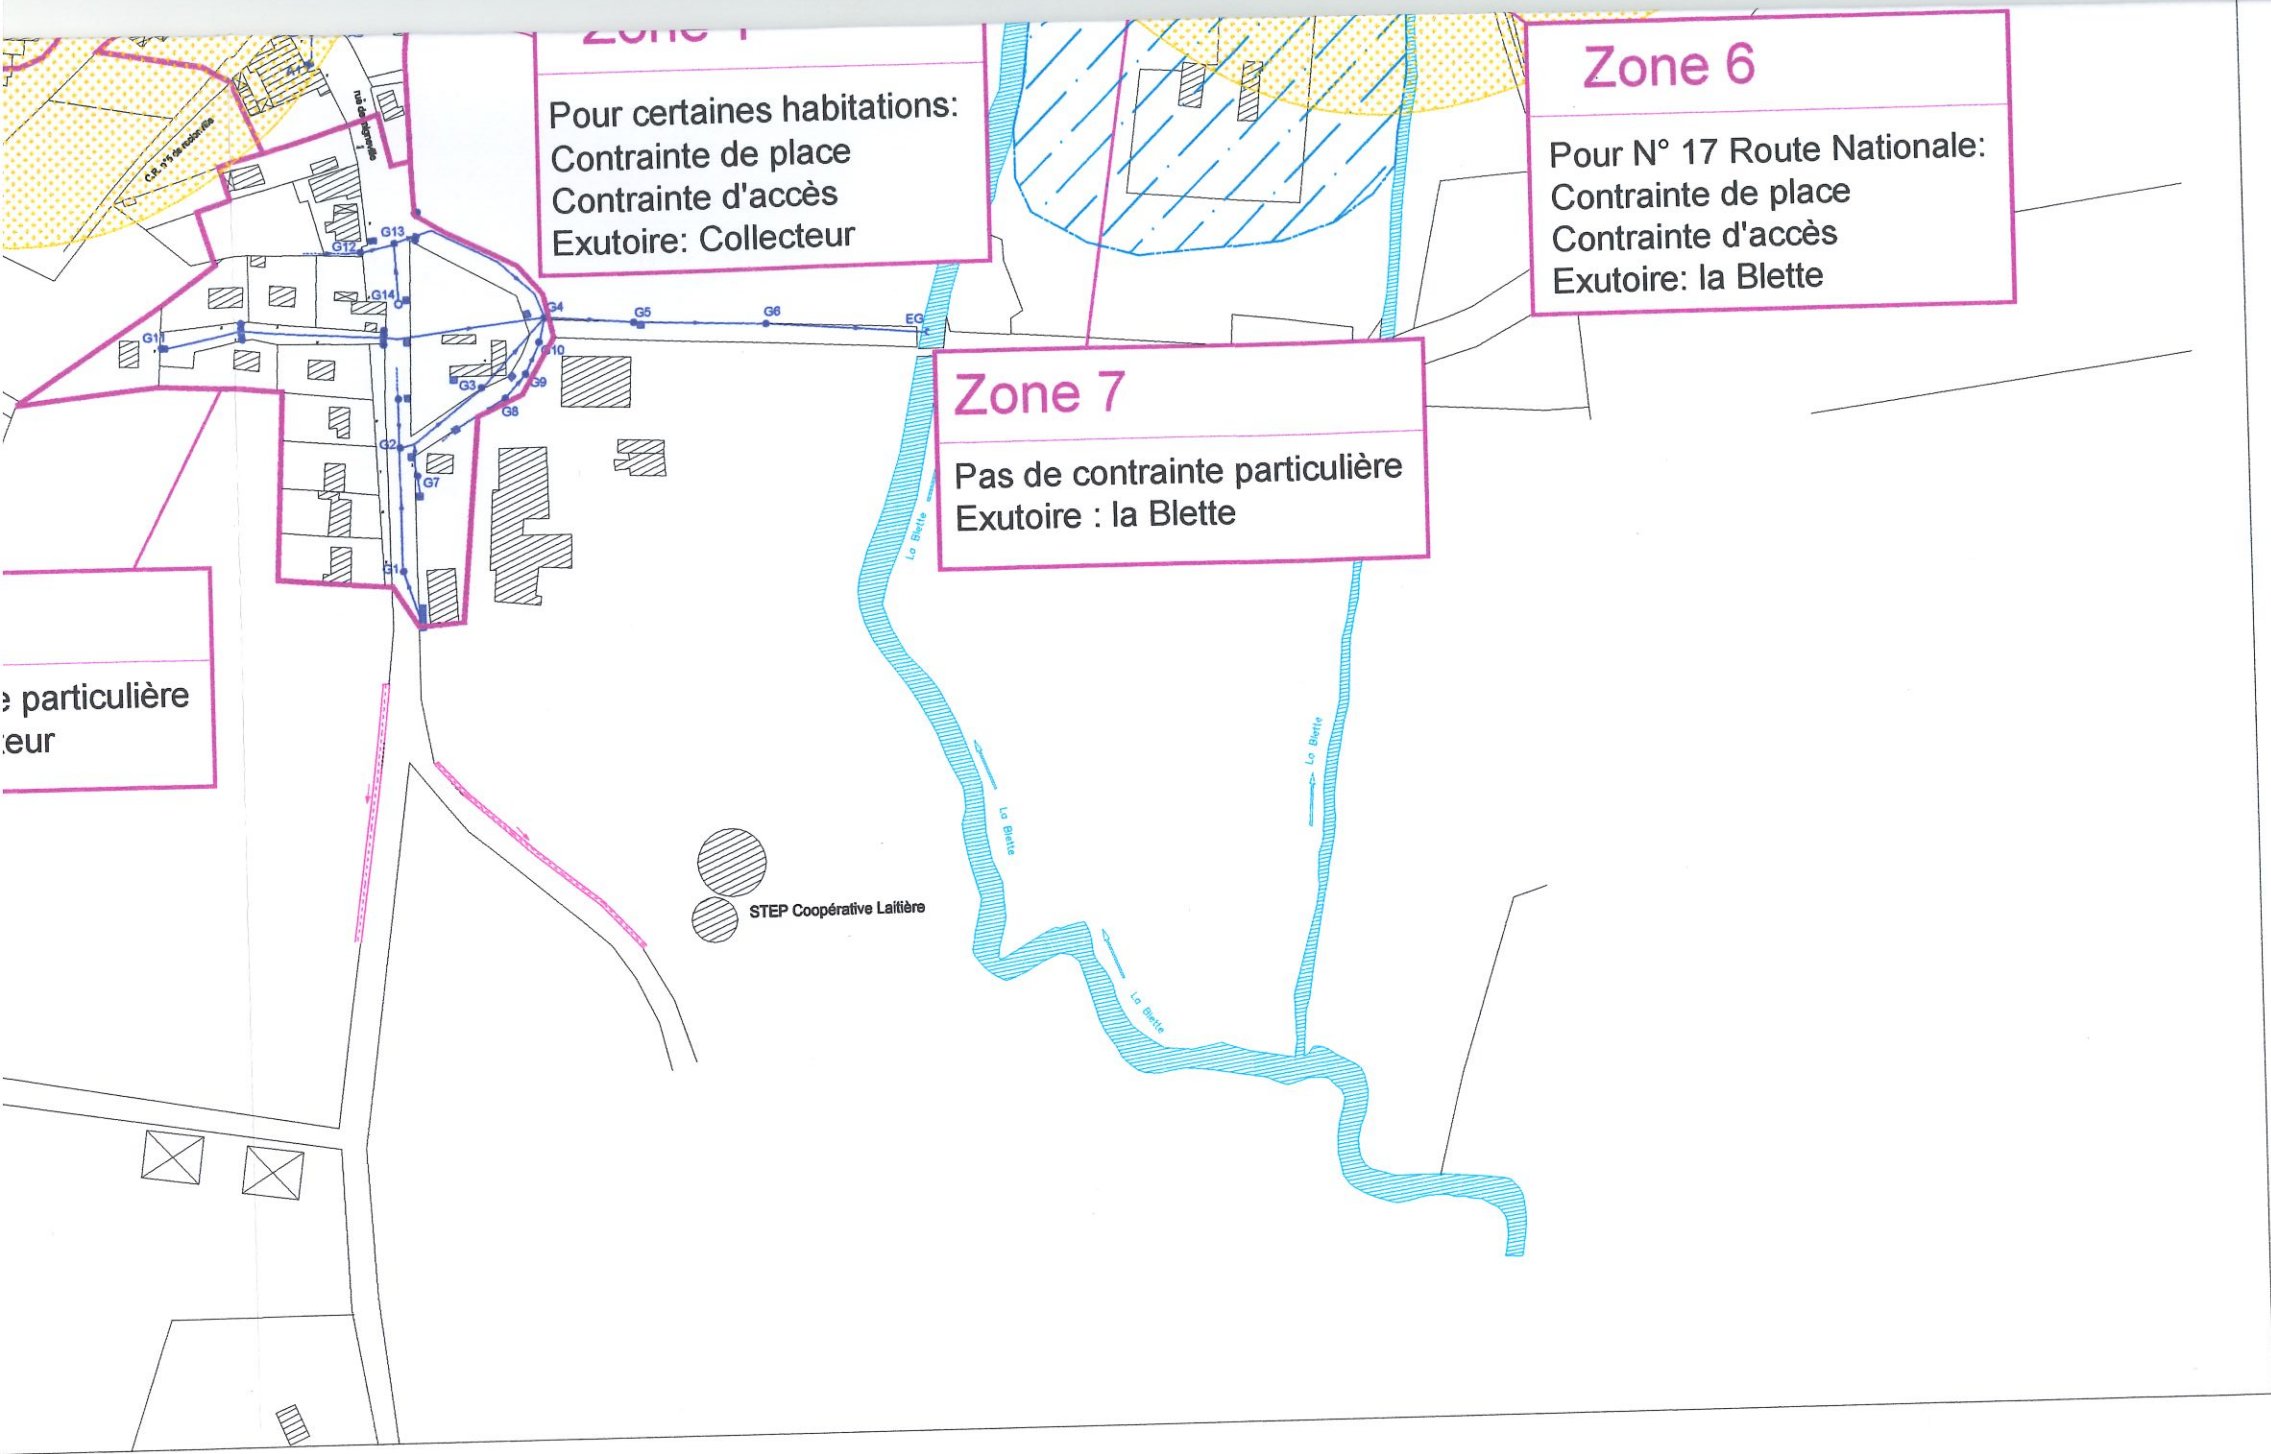 Pour certaines habitations:
Contrainte de place
Contrainte d'accès
Exutoire: Collecteur
Zone 6
Pour N° 17 Route Nationale:
Contrainte de place
Contrainte d'accès
Exutoire: la Blette
Zone 7
Pas de contrainte particulière
Exutoire : la Blette
particulière
G12
G13
G14
G11
G4
G5
G6
EG
G10
G3
G9
G8
G2
G7
G1
La Blette
La Blette
La Blette
La Blette
STEP Coopérative Laitière